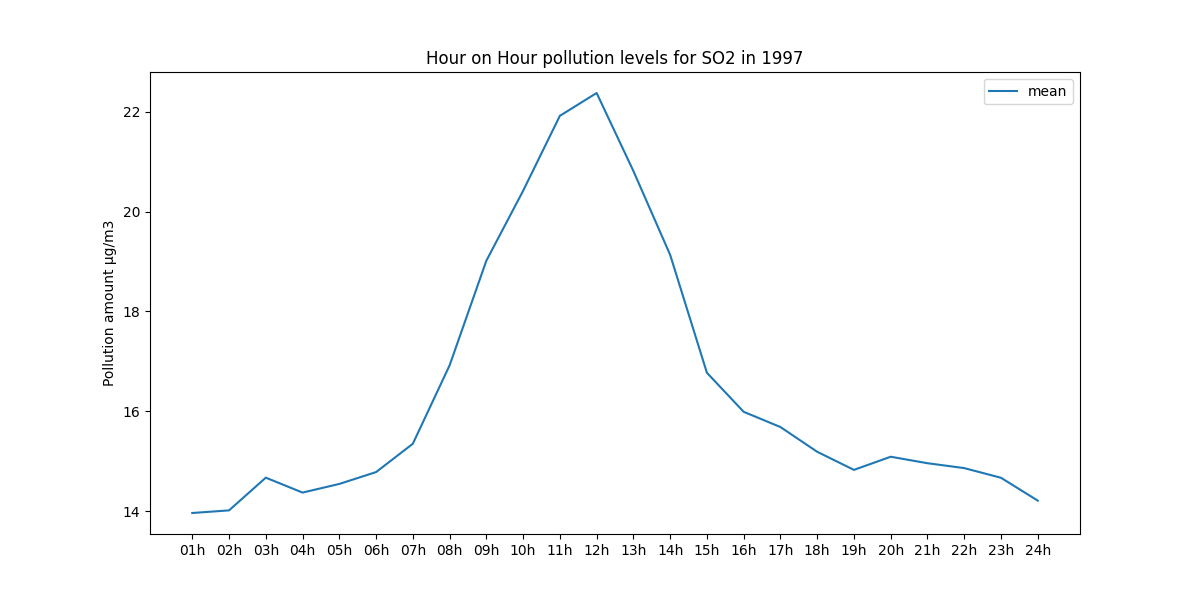 Hour on Hour pollution levels for SO2 in 1997
mean
Pollution amount µg/m3
22
20
18
16
14
01h 02h 03h 04h 05h 06h 07h 08h 09h 10h 11h 12h 13h 14h 15h 16h 17h 18h 19h 20h 21h 22h 23h 24h